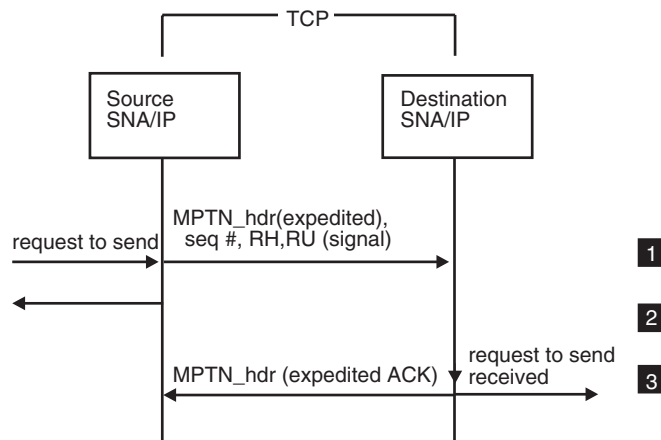 TCP
Source
SNA/IP
Destination
SNA/IP
MPTN_hdr(expedited),
seq #, RH,RU (signal)
request to send
1
2
request to send
received
MPTN_hdr (expedited ACK)
3